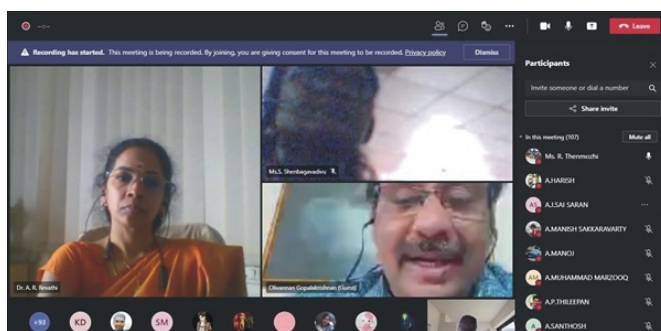 --:--
Leave
Recording has started. This meeting is being recorded. By joining, you are giving consent for this meeting to be recorded. Privacy policy
Dismiss
Participants
Invite someone or dial a number
Share invite
In this meeting (107)
Mute all
Ms. R. Thenmozhi
A.HARISH
AS
A.J.SAI SARAN
A.MANISH SAKKARAVARTY
A.MANOJ
AM
A.MUHAMMAD MARZOOQ
A.P.THILEEPAN
A.SANTHOSH
Ms.S. Shenbagavadivu
Dr. A. R. Revathi
Olivannan Gopalakrishnan (Guest)
+93
KD
SM